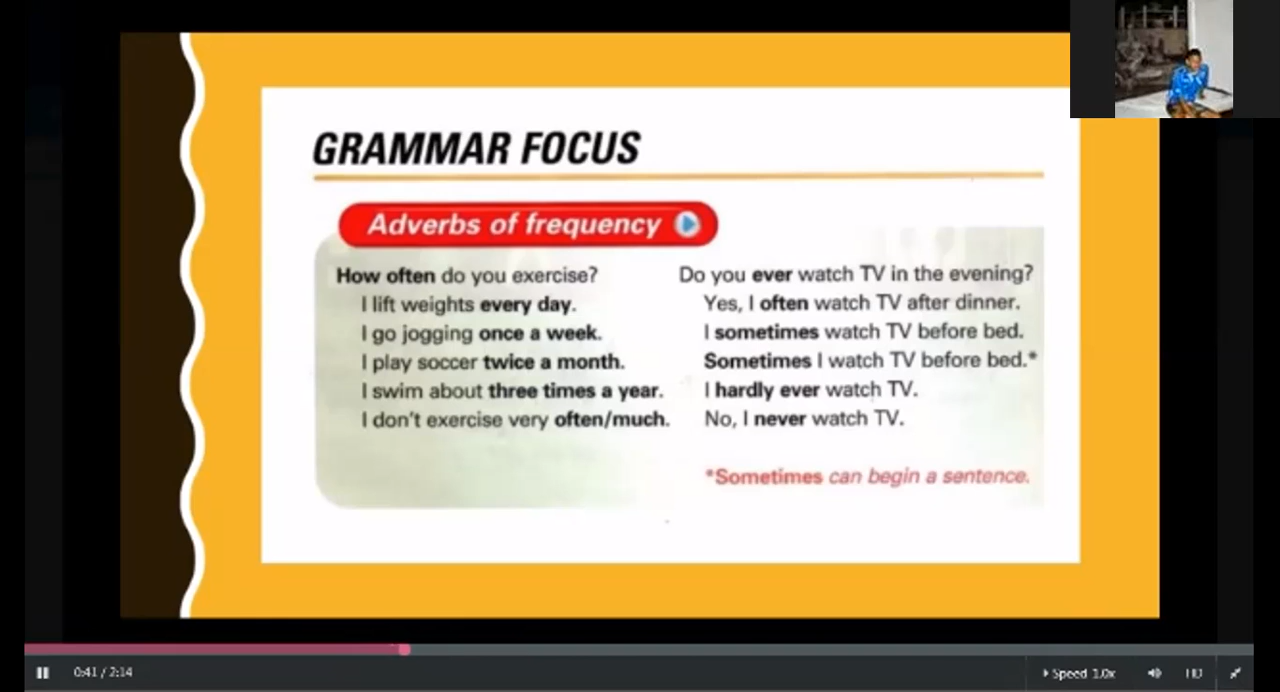 GRAMMAR FOCUS
Adverbs of frequency
How often do you exercise?
I lift weights every day.
I go jogging once a week.
I play soccer twice a month.
I swim about three times a year.
I don't exercise very often/much.
Do you ever watch TV in the evening?
Yes, I often watch TV after dinner.
I sometimes watch TV before bed.
Sometimes I watch TV before bed.*
I hardly ever watch TV.
No, I never watch TV.
*Sometimes can begin a sentence.
0:41 / 2:14
Speed 1.0x
HD